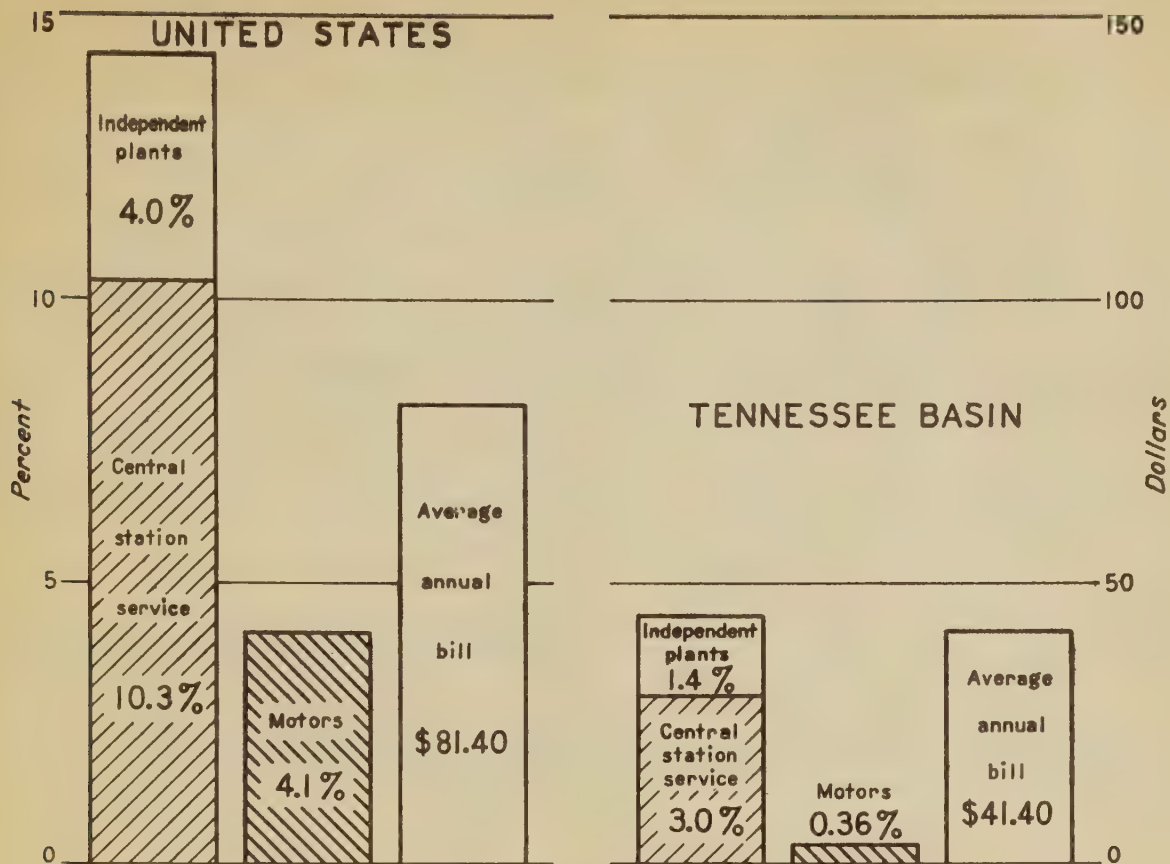 UNITED STATES
15
10
5
0
Percent
Independent
plants
4.0%
Central
station
service
10.3%
Motors
4.1%
Average
annual
bill
$81.40
TENNESSEE BASIN
Independent
plants
1.4%
Central
station
service
3.0%
Motors
0.36%
Average
annual
bill
$41.40
150
100
50
0
Dollars